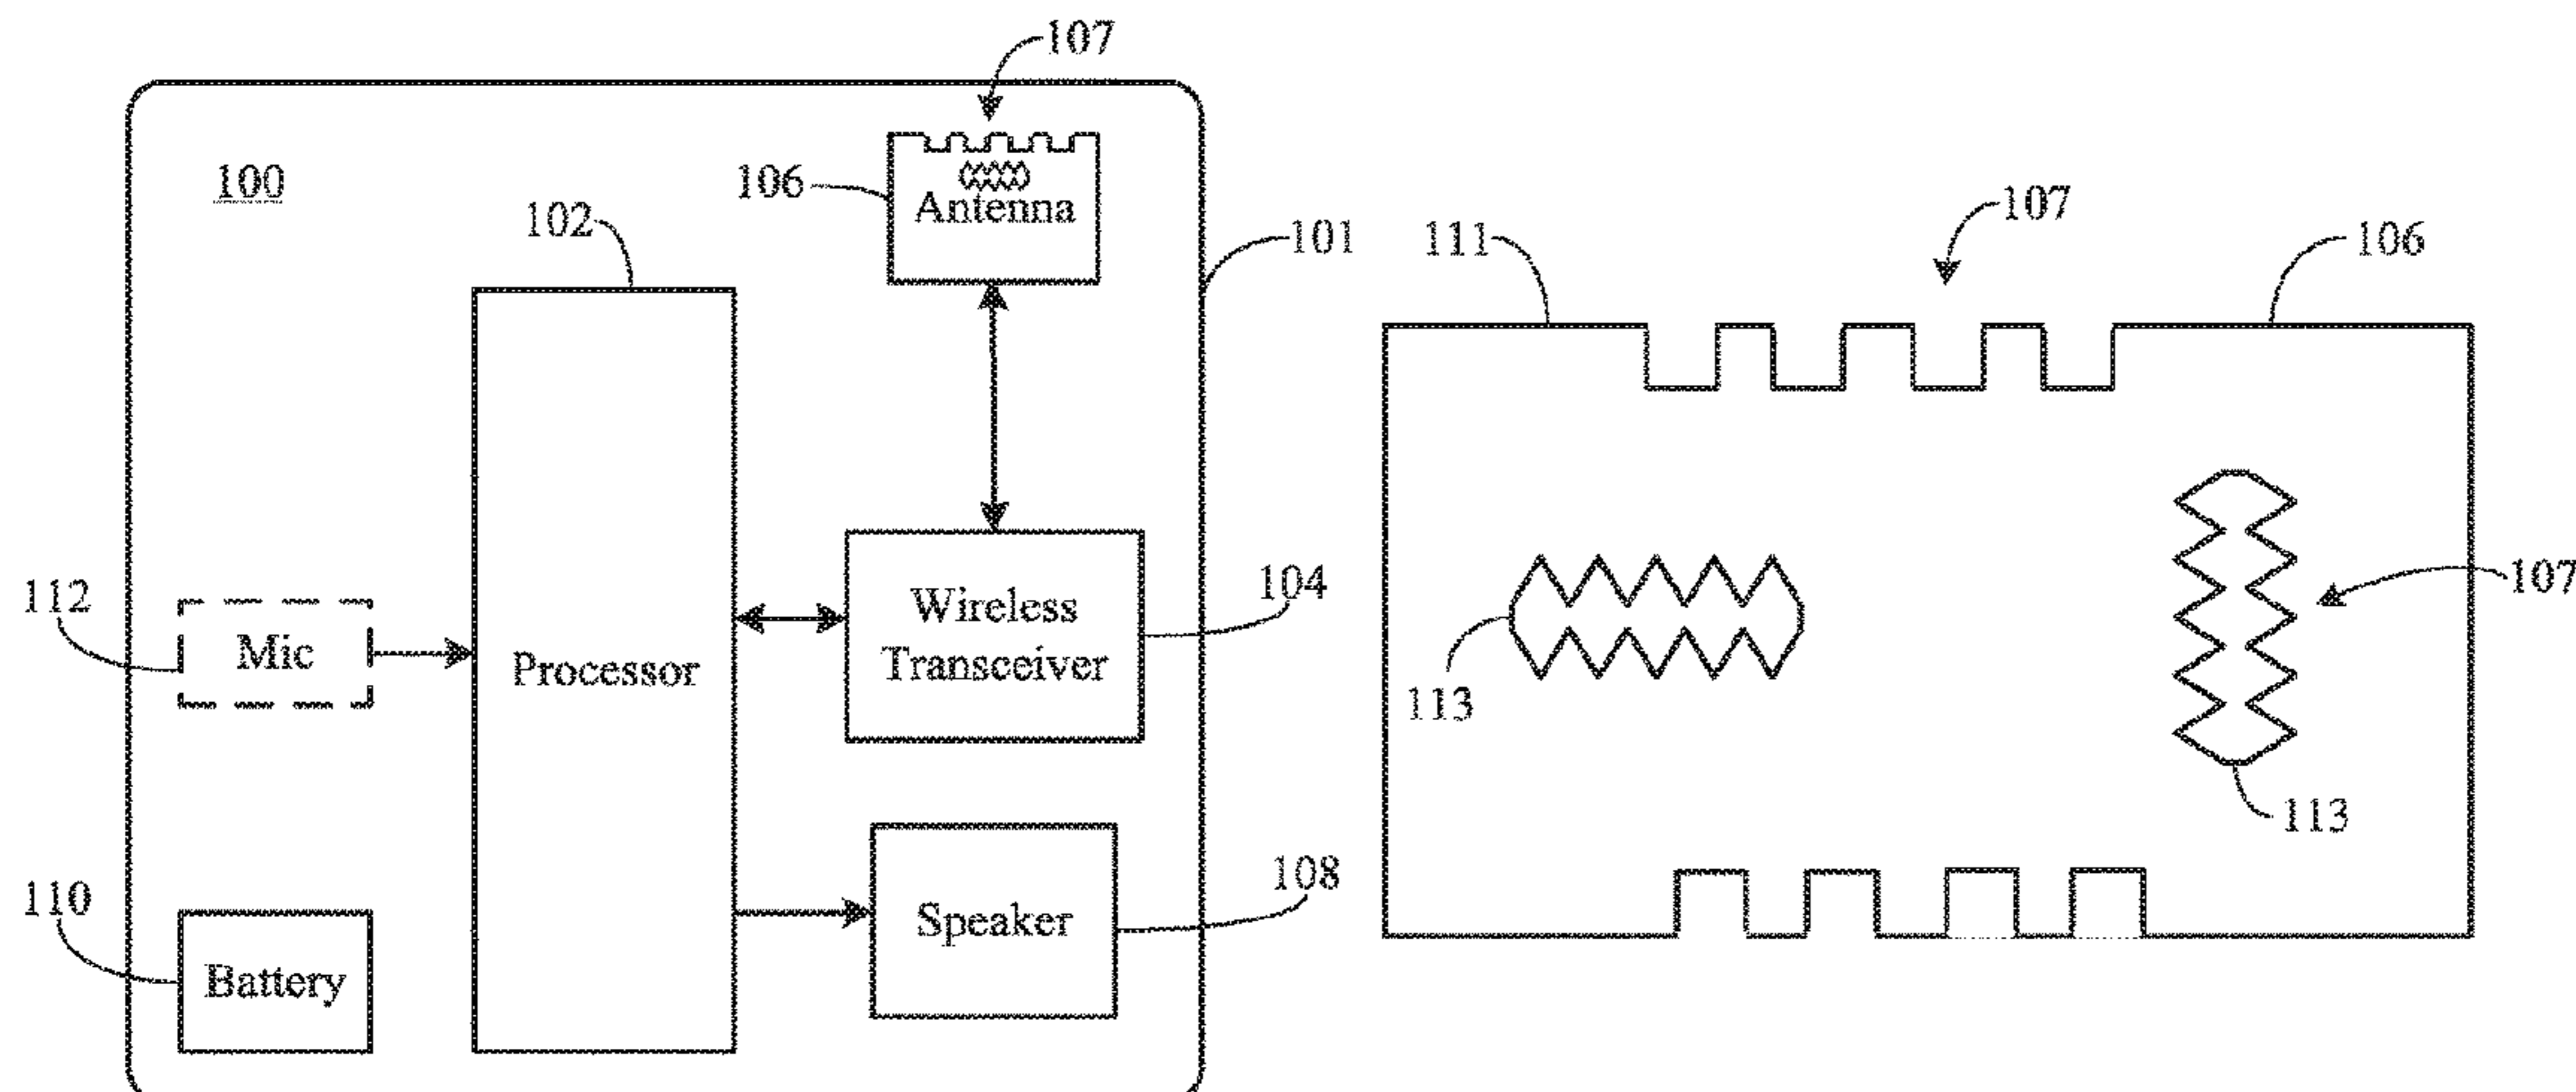 107
100
106
Antenna
102
101
107
111
106
112
Mic
Processor
Wireless
Transceiver
104
107
113
113
110
Battery
Speaker
108